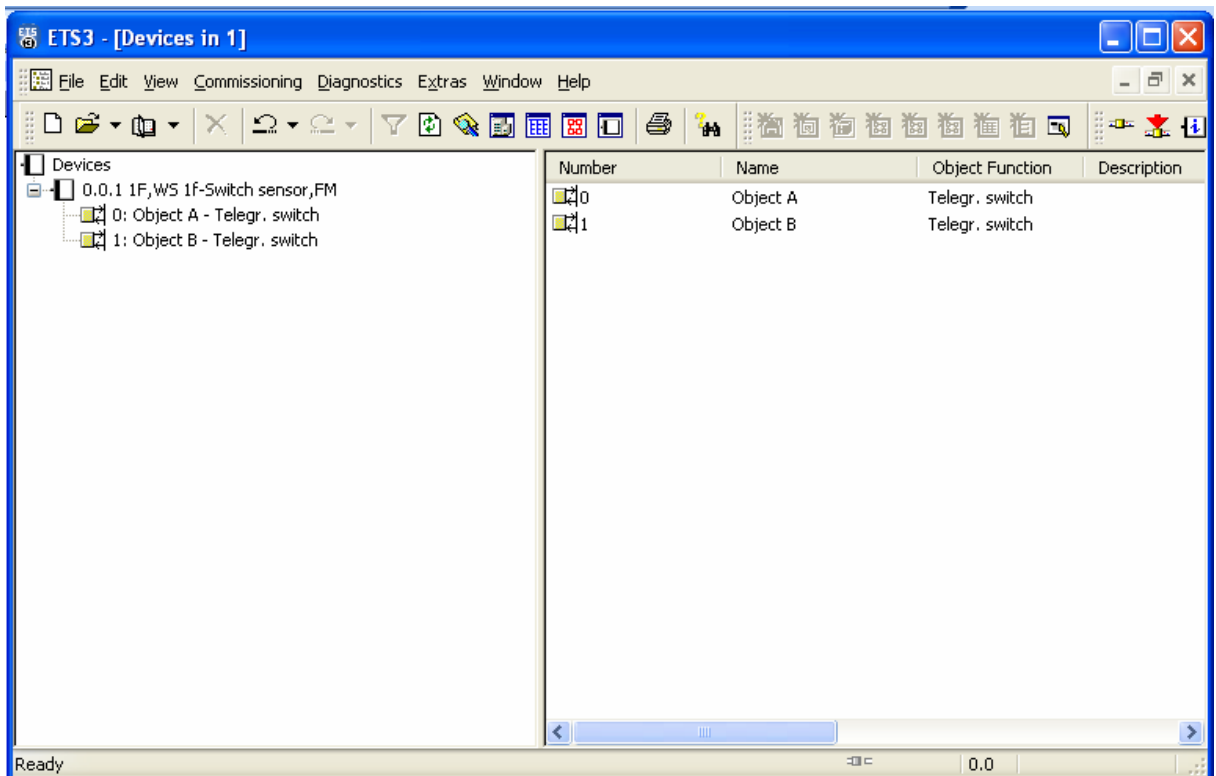 ETS3 - [Devices in 1]
File Edit View Commissioning Diagnostics Extras Window Help
Devices
0.0.1 1F,WS 1f-Switch sensor,FM
0: Object A - Telegr. switch
1: Object B - Telegr. switch
Number Name Object Function Description
0 Object A Telegr. switch
1 Object B Telegr. switch
Ready 0.0